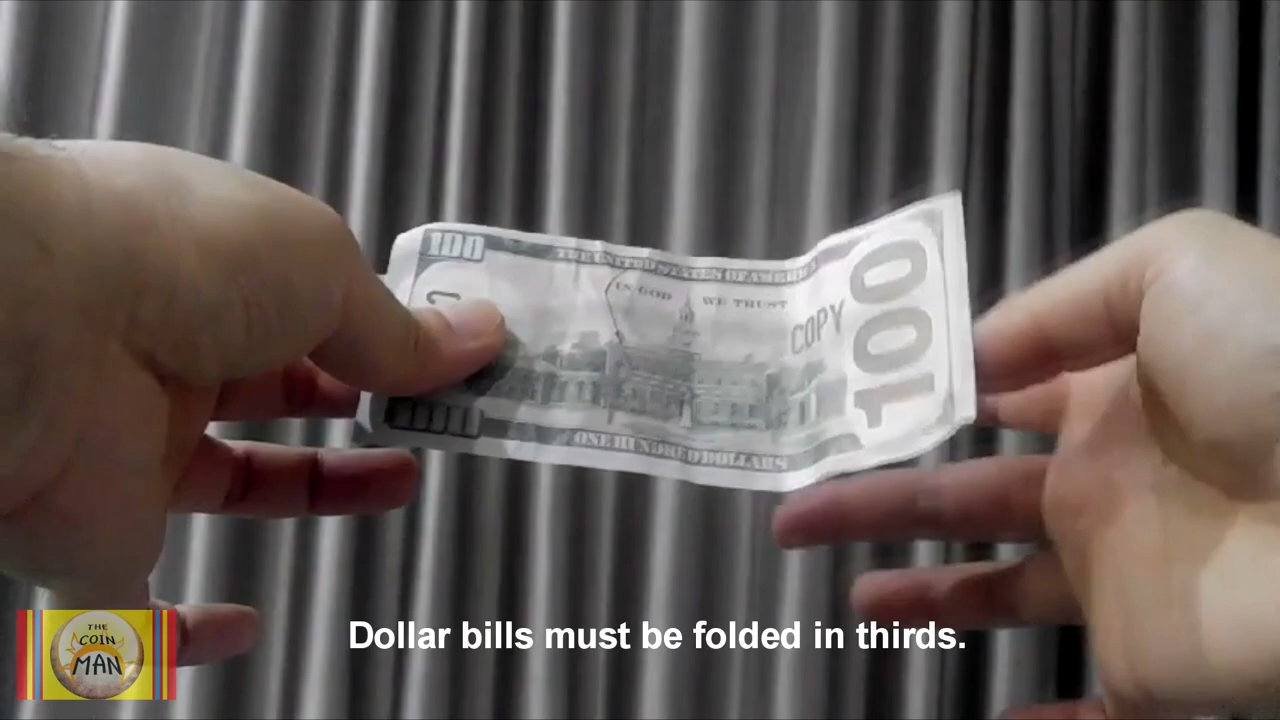 100
THE UNITED STATES OF AMERICA
IN GOD WE TRUST
COPY
100
100
ONE HUNDRED DOLLARS
Dollar bills must be folded in thirds.
THE
COIN
MAN